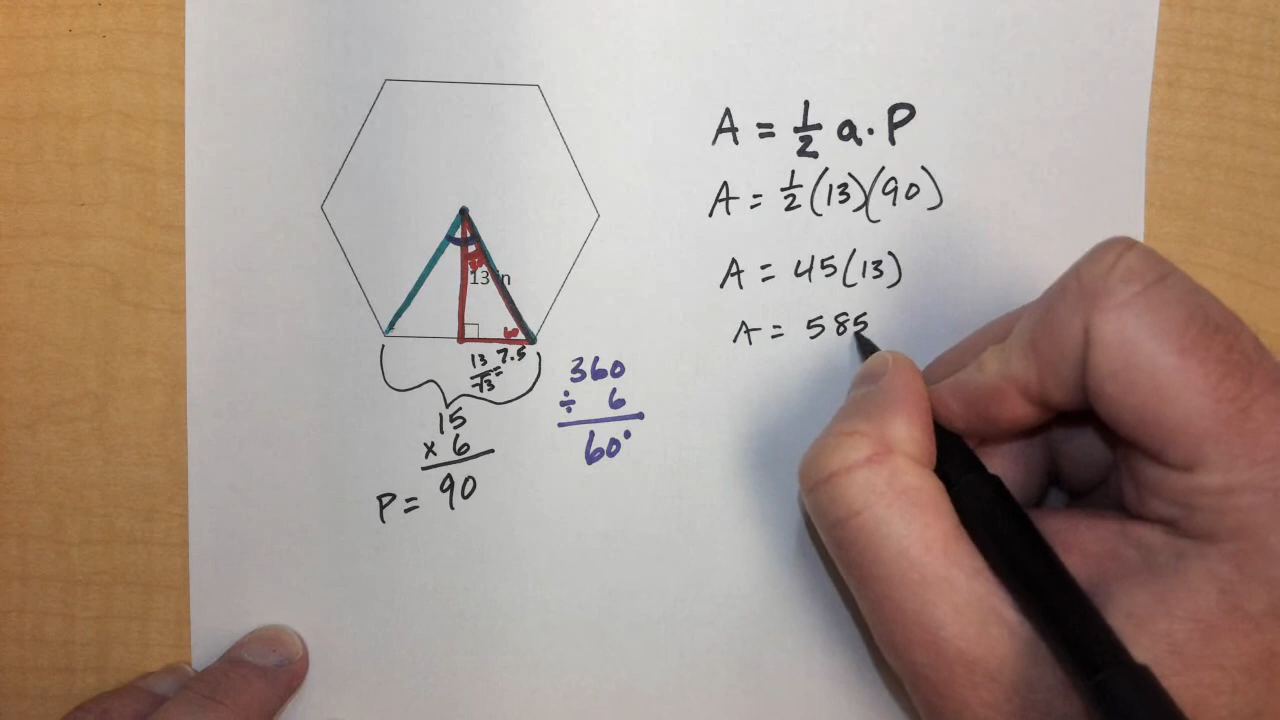 13 in
13/√3 = 7.5
15
× 6
P = 90
360
÷ 6
60°
A = 1/2 a · P
A = 1/2 (13)(90)
A = 45(13)
A = 585